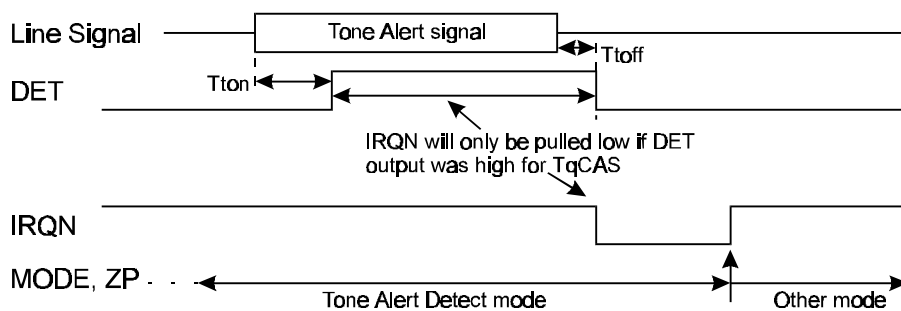 Line Signal
Tone Alert signal
Ttoff
Tton
DET
IRQN will only be pulled low if DET
output was high for TqCAS
IRQN
MODE, ZP
Tone Alert Detect mode
Other mode